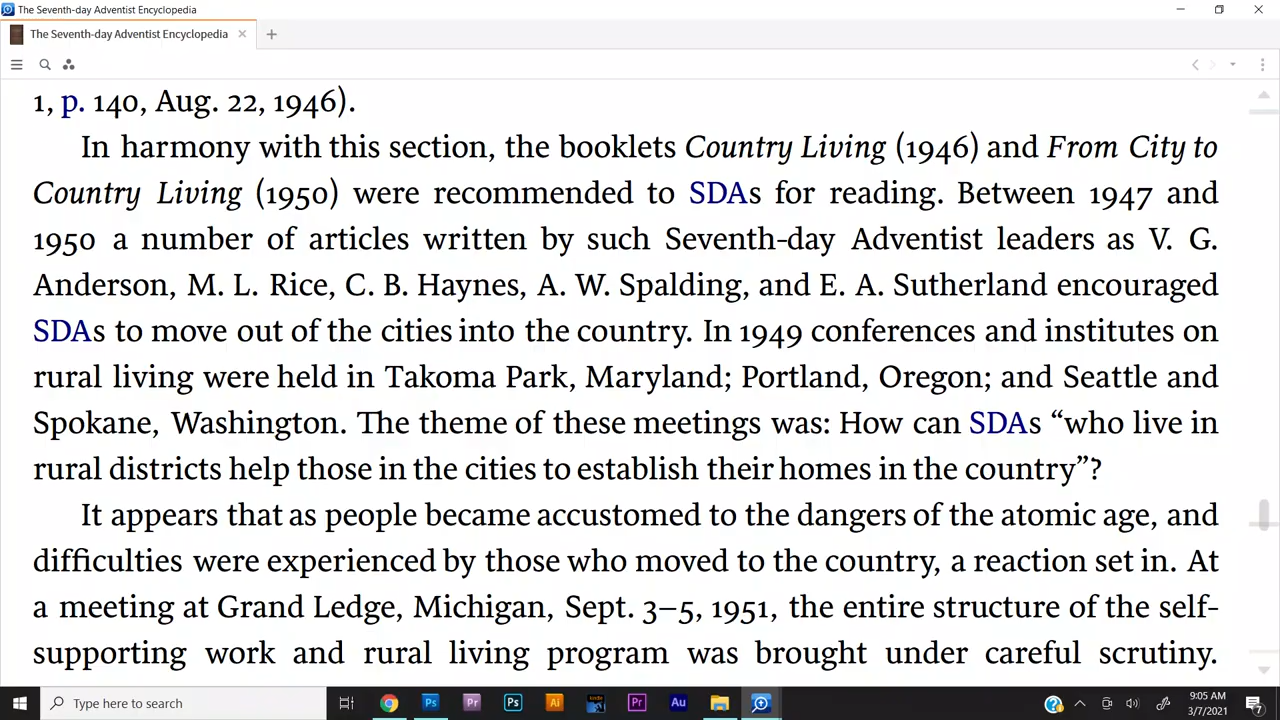 The Seventh-day Adventist Encyclopedia
The Seventh-day Adventist Encyclopedia
1, p. 140, Aug. 22, 1946).
In harmony with this section, the booklets Country Living (1946) and From City to
Country Living (1950) were recommended to SDAs for reading. Between 1947 and
1950 a number of articles written by such Seventh-day Adventist leaders as V. G.
Anderson, M. L. Rice, C. B. Haynes, A. W. Spalding, and E. A. Sutherland encouraged
SDAs to move out of the cities into the country. In 1949 conferences and institutes on
rural living were held in Takoma Park, Maryland; Portland, Oregon; and Seattle and
Spokane, Washington. The theme of these meetings was: How can SDAs “who live in
rural districts help those in the cities to establish their homes in the country”?
It appears that as people became accustomed to the dangers of the atomic age, and
difficulties were experienced by those who moved to the country, a reaction set in. At
a meeting at Grand Ledge, Michigan, Sept. 3–5, 1951, the entire structure of the self-
supporting work and rural living program was brought under careful scrutiny.
Type here to search
Ps
Pr
Ps
Ai
kindle
Pr
Au
9:05 AM
3/7/2021
7